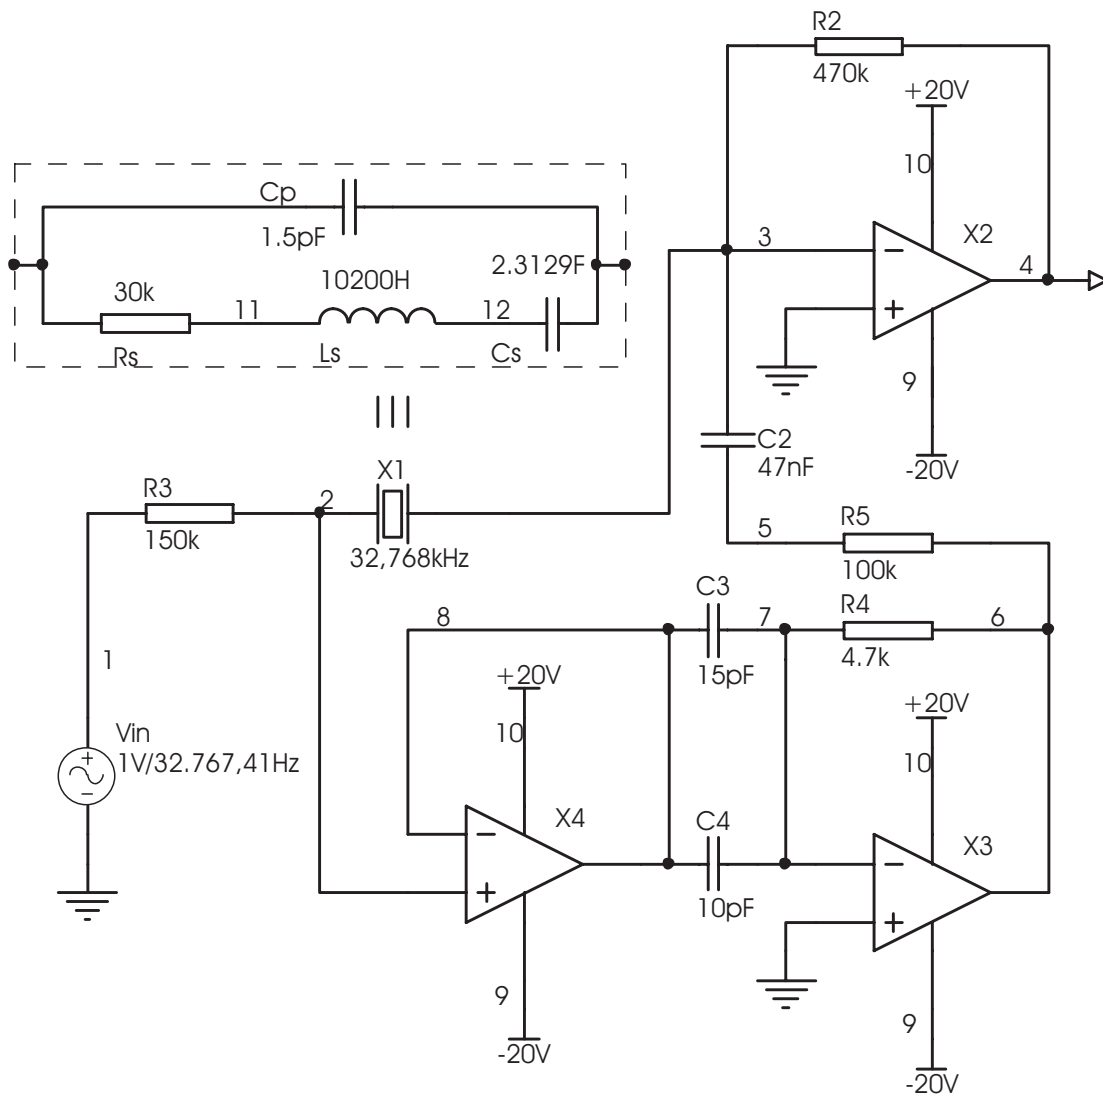 R2
470k
+20V
10
Cp
1.5pF
3
X2
2.3129F
10200H
4
30k
11
12
Rs
Ls
Cs
9
C2
47nF
-20V
X1
R3
2
150k
32,768kHz
5
R5
100k
C3
R4
8
7
6
15pF
4.7k
1
+20V
+20V
10
Vin
1V/32.767,41Hz
10
X4
C4
X3
10pF
9
9
-20V
-20V